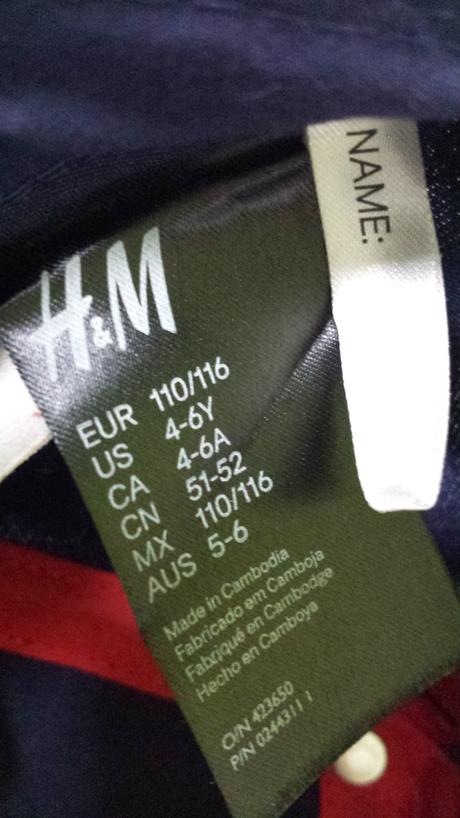 H&M
EUR 110/116
US 4-6Y
CA 4-6A
CN 51-52
MX 110/116
AUS 5-6
Made in Cambodia
Fabricado em Camboja
Fabriqué en Cambodge
Hecho en Camboya
O/N 423650
P/N 0244311 1
NAME: